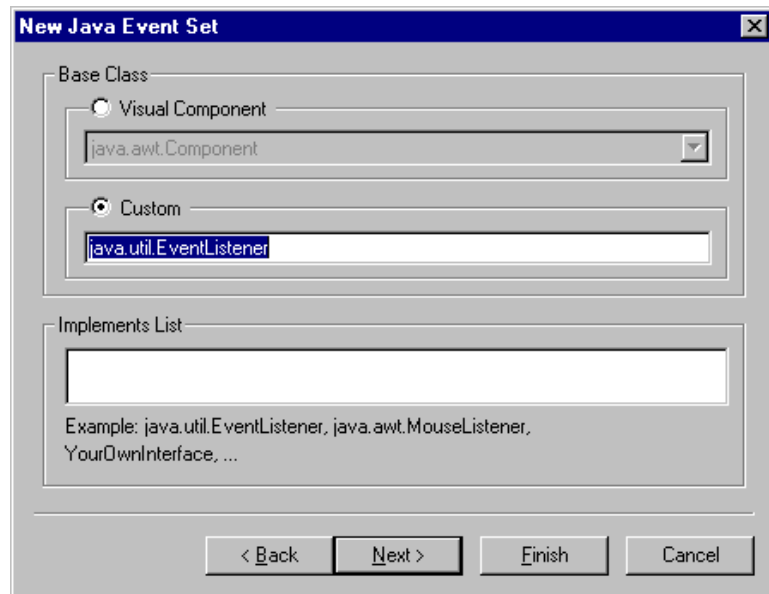 New Java Event Set
Base Class
Visual Component
java.awt.Component
Custom
java.util.EventListener
Implements List
Example: java.util.EventListener, java.awt.MouseListener,
YourOwnInterface, ...
< Back Next > Finish Cancel